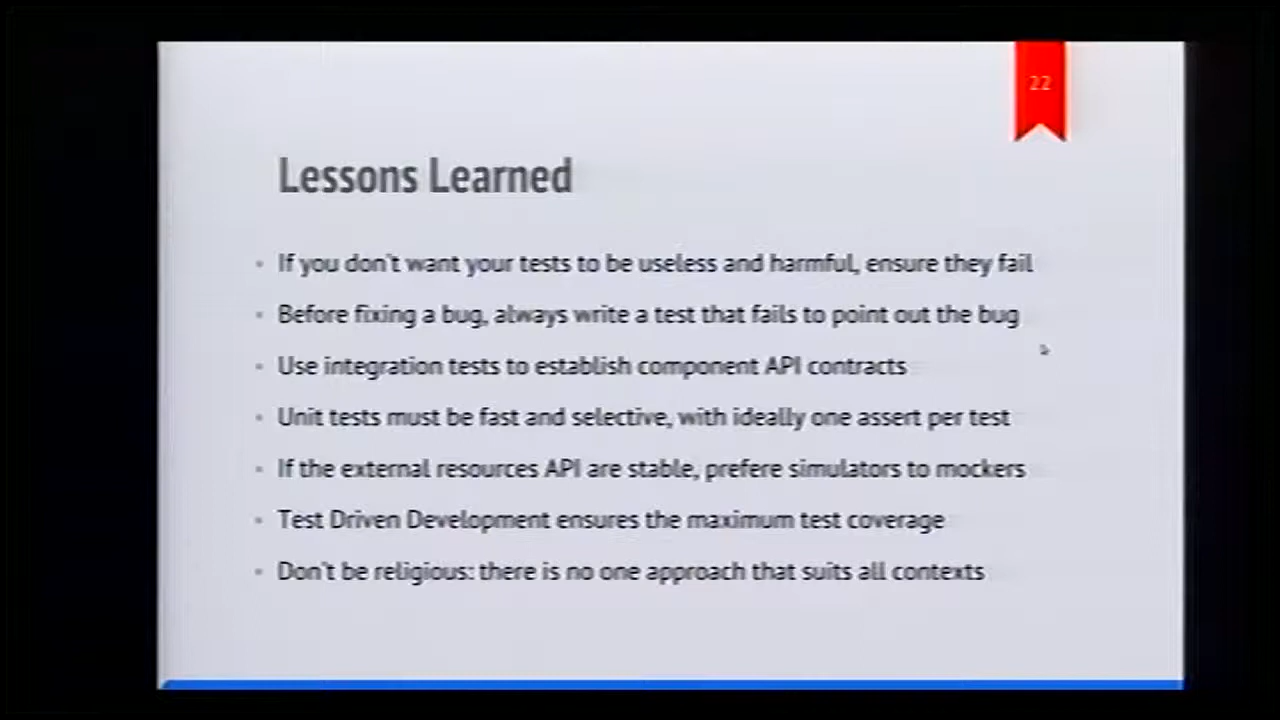 22
Lessons Learned
If you don't want your tests to be useless and harmful, ensure they fail
Before fixing a bug, always write a test that fails to point out the bug
Use integration tests to establish component API contracts
Unit tests must be fast and selective, with ideally one assert per test
If the external resources API are stable, prefere simulators to mockers
Test Driven Development ensures the maximum test coverage
Don't be religious: there is no one approach that suits all contexts